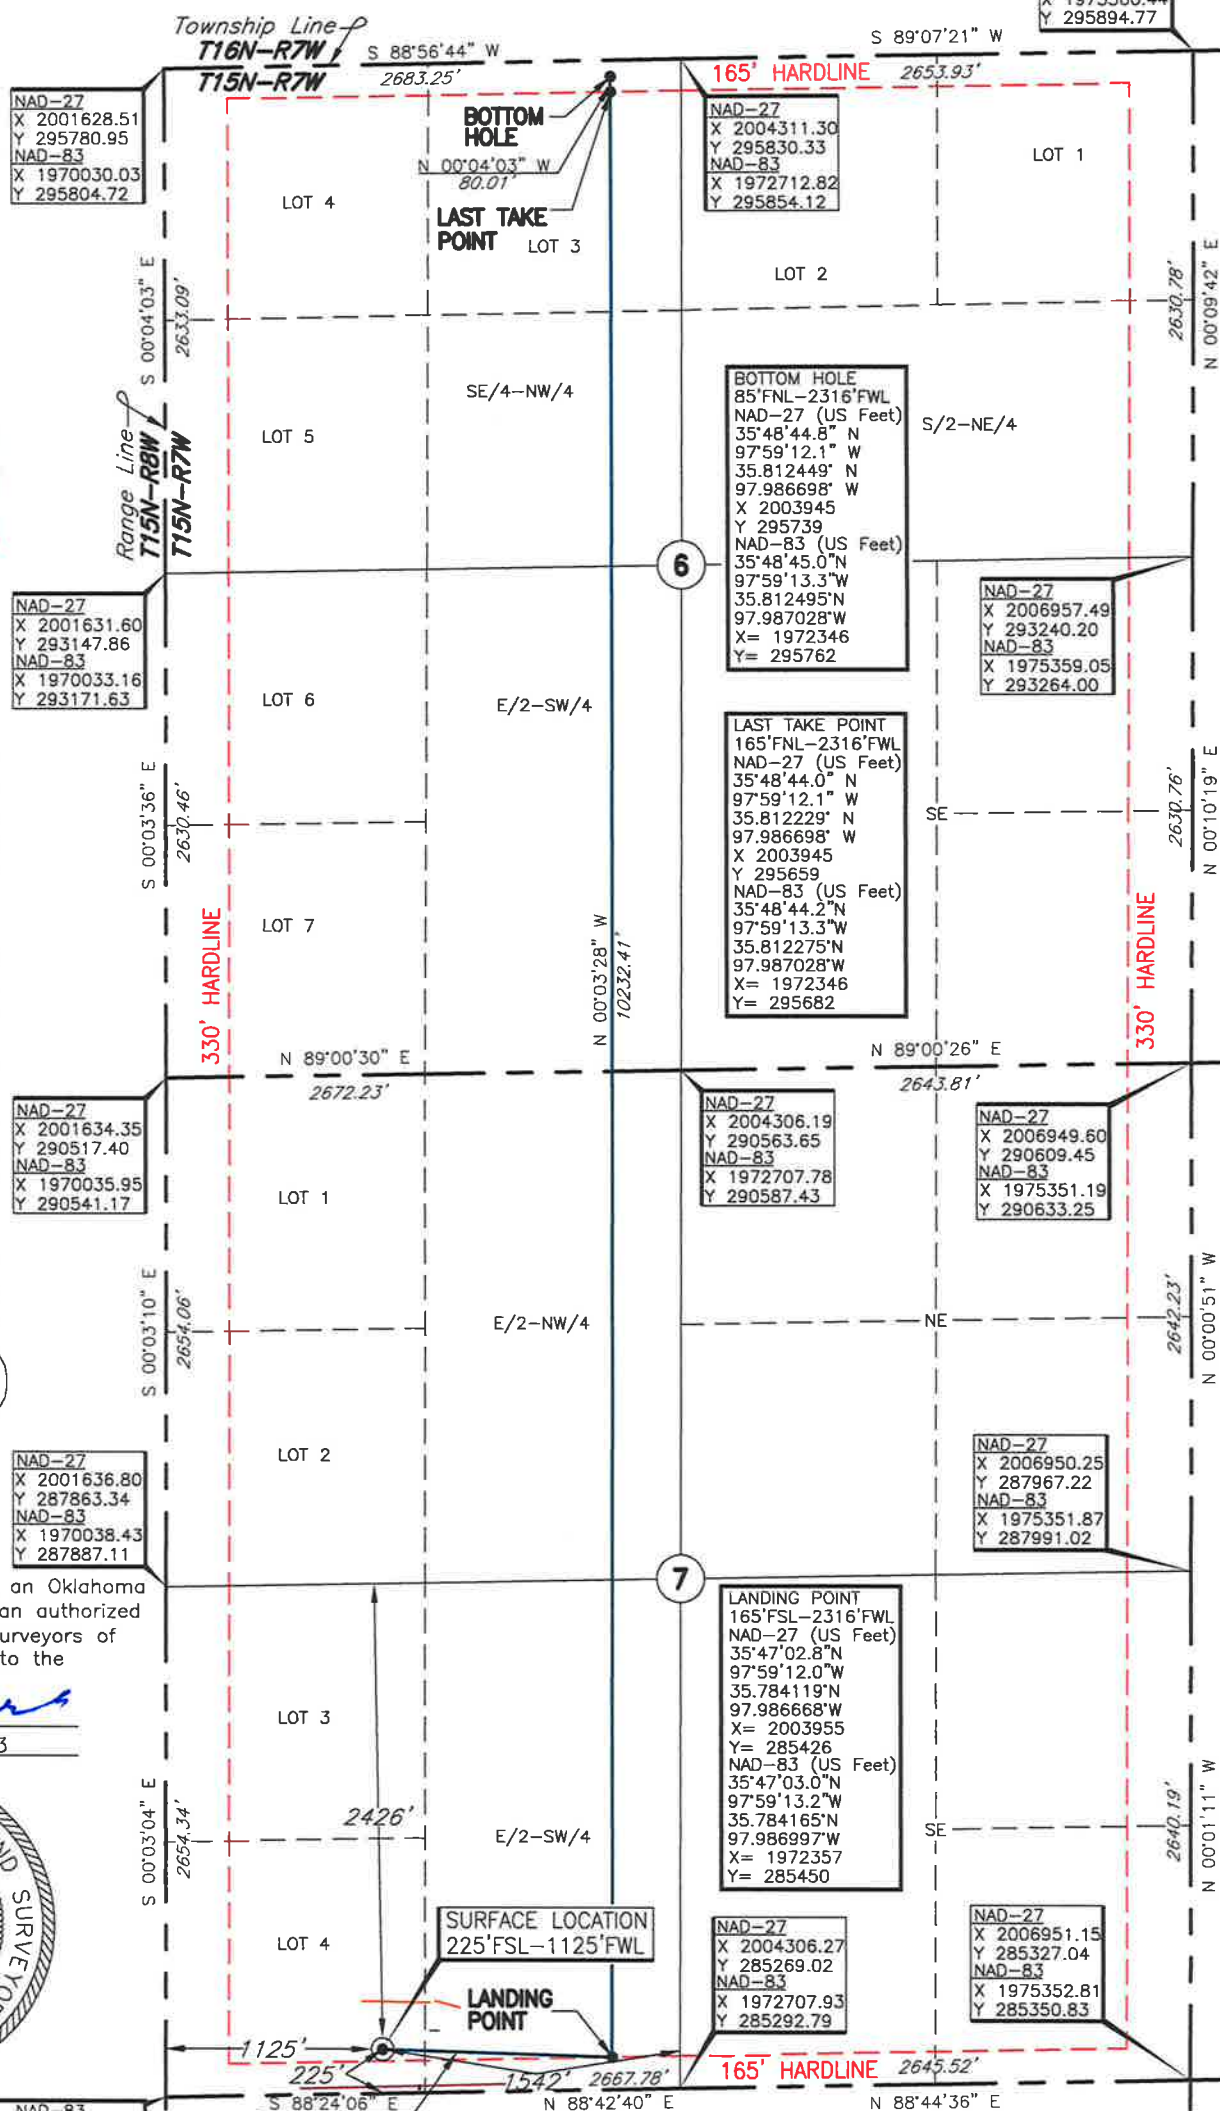 Township Line
T16N-R7W
T15N-R7W
S 88°56'44" W
2683.25'
S 89°07'21" W
2653.93'
165' HARDLINE
Y 295894.77
NAD-27
X 2001628.51
Y 295780.95
NAD-83
X 1970030.03
Y 295804.72
BOTTOM
HOLE
N 00°04'03" W
80.01'
LAST TAKE
POINT
NAD-27
X 2004311.30
Y 295830.33
NAD-83
X 1972712.82
Y 295854.12
LOT 4
LOT 3
LOT 2
LOT 1
S 00°04'03" E
2633.09'
2630.78'
N 00°09'42" E
Range Line
T15N-R8W
T15N-R7W
SE/4-NW/4
LOT 5
S/2-NE/4
BOTTOM HOLE
85'FNL-2316'FWL
NAD-27 (US Feet)
35°48'44.8" N
97°59'12.1" W
35.812449° N
97.986698° W
X 2003945
Y 295739
NAD-83 (US Feet)
35°48'45.0"N
97°59'13.3"W
35.812495°N
97.987028°W
X= 1972346
Y= 295762
6
NAD-27
X 2001631.60
Y 293147.86
NAD-83
X 1970033.16
Y 293171.63
NAD-27
X 2006957.49
Y 293240.20
NAD-83
X 1975359.05
Y 293264.00
LOT 6
E/2-SW/4
LAST TAKE POINT
165'FNL-2316'FWL
NAD-27 (US Feet)
35°48'44.0" N
97°59'12.1" W
35.812229° N
97.986698° W
X 2003945
Y 295659
NAD-83 (US Feet)
35°48'44.2"N
97°59'13.3"W
35.812275°N
97.987028°W
X= 1972346
Y= 295682
SE
S 00°03'36" E
2630.46'
2630.76'
N 00°10'19" E
LOT 7
330' HARDLINE
N 00°03'28" W
10232.41'
330' HARDLINE
N 89°00'30" E
2672.23'
N 89°00'26" E
2643.81'
NAD-27
X 2001634.35
Y 290517.40
NAD-83
X 1970035.95
Y 290541.17
NAD-27
X 2004306.19
Y 290563.65
NAD-83
X 1972707.78
Y 290587.43
NAD-27
X 2006949.60
Y 290609.45
NAD-83
X 1975351.19
Y 290633.25
LOT 1
S 00°03'10" E
2654.06'
E/2-NW/4
NE
2642.23'
N 00°00'51" W
LOT 2
NAD-27
X 2001636.80
Y 287863.34
NAD-83
X 1970038.43
Y 287887.11
NAD-27
X 2006950.25
Y 287967.22
NAD-83
X 1975351.87
Y 287991.02
7
an Oklahoma
an authorized
urveyors of
to the
3
LANDING POINT
165'FSL-2316'FWL
NAD-27 (US Feet)
35°47'02.8"N
97°59'12.0"W
35.784119°N
97.986668°W
X= 2003955
Y= 285426
NAD-83 (US Feet)
35°47'03.0"N
97°59'13.2"W
35.784165°N
97.986997°W
X= 1972357
Y= 285450
LOT 3
2426'
E/2-SW/4
SE
S 00°03'04" E
2654.34'
2640.19'
N 00°01'11" W
ND SURVEYO
LOT 4
SURFACE LOCATION
225'FSL-1125'FWL
NAD-27
X 2004306.27
Y 285269.02
NAD-83
X 1972707.93
Y 285292.79
NAD-27
X 2006951.15
Y 285327.04
NAD-83
X 1975352.81
Y 285350.83
LANDING
POINT
1125'
225'
1542'
2667.78'
165' HARDLINE
2645.52'
S 88°24'06" E
N 88°42'40" E
N 88°44'36" E
NAD-83